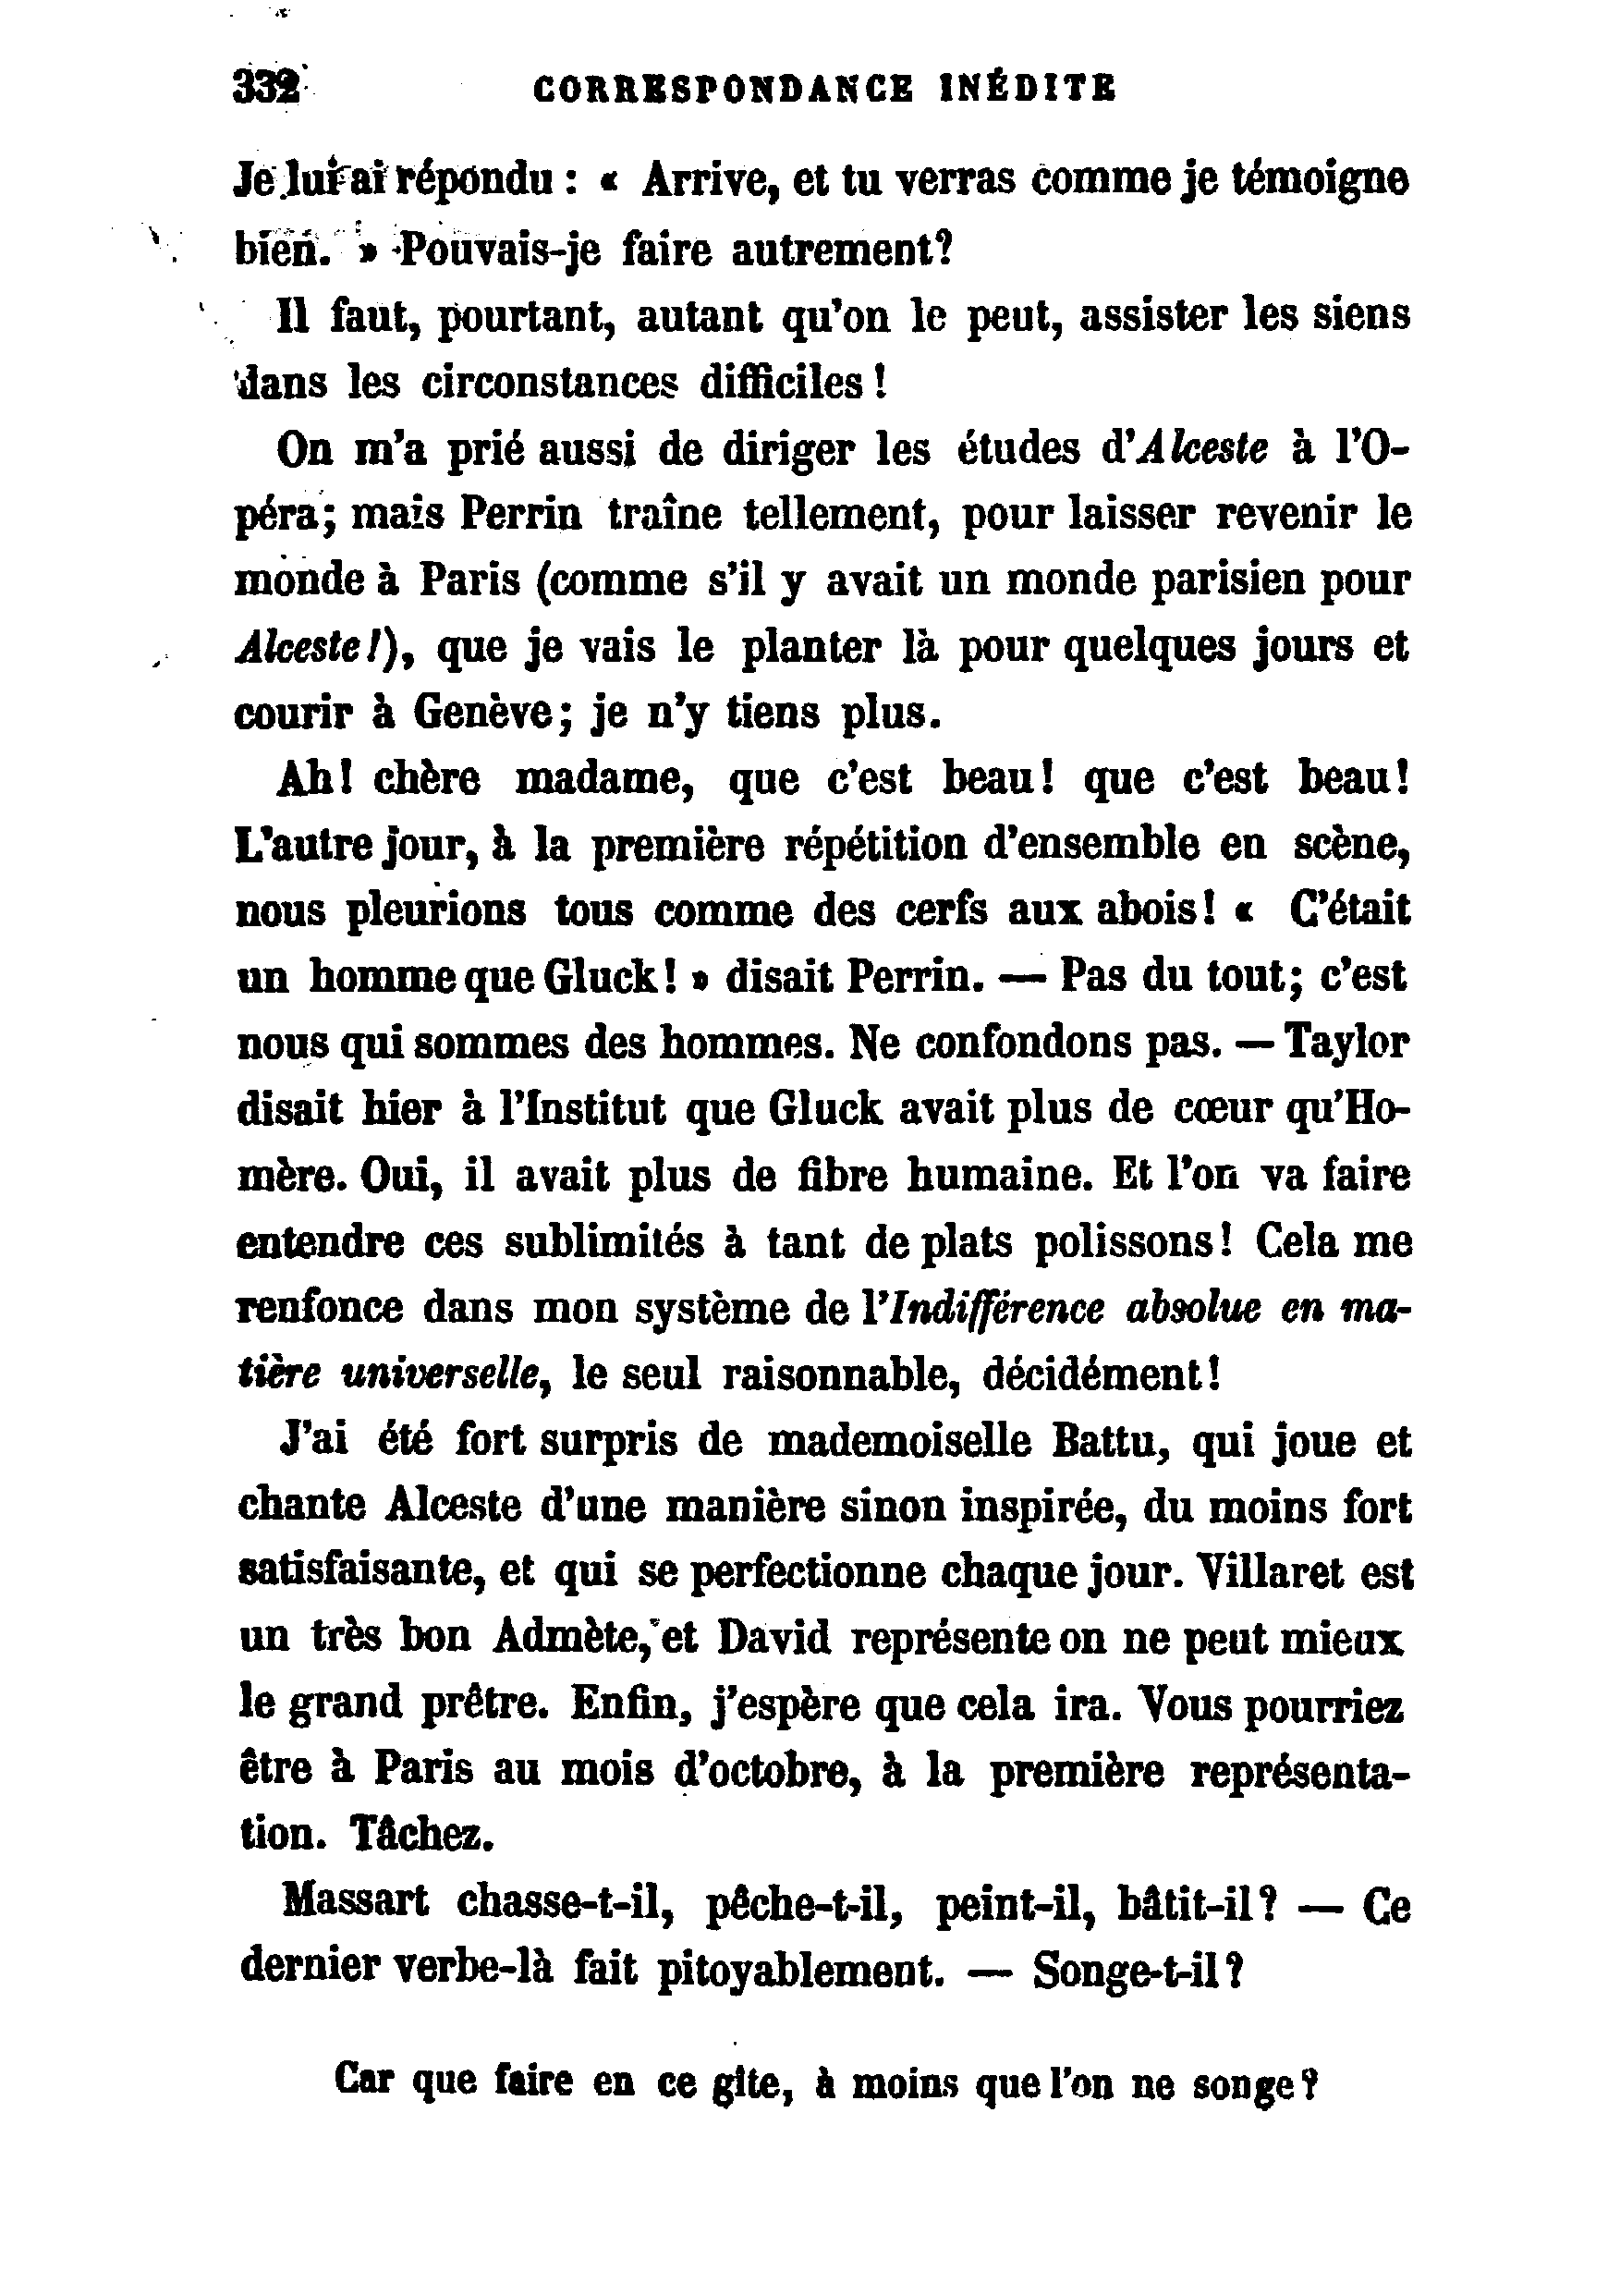 332 CORRESPONDANCE INÉDITE
Je lui ai répondu : « Arrive, et tu verras comme je témoigne
bien. » Pouvais-je faire autrement?
Il faut, pourtant, autant qu'on le peut, assister les siens
dans les circonstances difficiles !
On m'a prié aussi de diriger les études d'Alceste à l'O-
péra; mais Perrin traîne tellement, pour laisser revenir le
monde à Paris (comme s'il y avait un monde parisien pour
Alceste !), que je vais le planter là pour quelques jours et
courir à Genève; je n'y tiens plus.
Ah! chère madame, que c'est beau! que c'est beau!
L'autre jour, à la première répétition d'ensemble en scène,
nous pleurions tous comme des cerfs aux abois! « C'était
un homme que Gluck! » disait Perrin. — Pas du tout; c'est
nous qui sommes des hommes. Ne confondons pas. — Taylor
disait hier à l'Institut que Gluck avait plus de cœur qu'Ho-
mère. Oui, il avait plus de fibre humaine. Et l'on va faire
entendre ces sublimités à tant de plats polissons! Cela me
renfonce dans mon système de l'Indifférence absolue en ma-
tière universelle, le seul raisonnable, décidément!
J'ai été fort surpris de mademoiselle Battu, qui joue et
chante Alceste d'une manière sinon inspirée, du moins fort
satisfaisante, et qui se perfectionne chaque jour. Villaret est
un très bon Admète, et David représente on ne peut mieux
le grand prêtre. Enfin, j'espère que cela ira. Vous pourriez
être à Paris au mois d'octobre, à la première représenta-
tion. Tâchez.
Massart chasse-t-il, pêche-t-il, peint-il, bâtit-il? — Ce
dernier verbe-là fait pitoyablement. — Songe-t-il?
Car que faire en ce gîte, à moins que l'on ne songe?